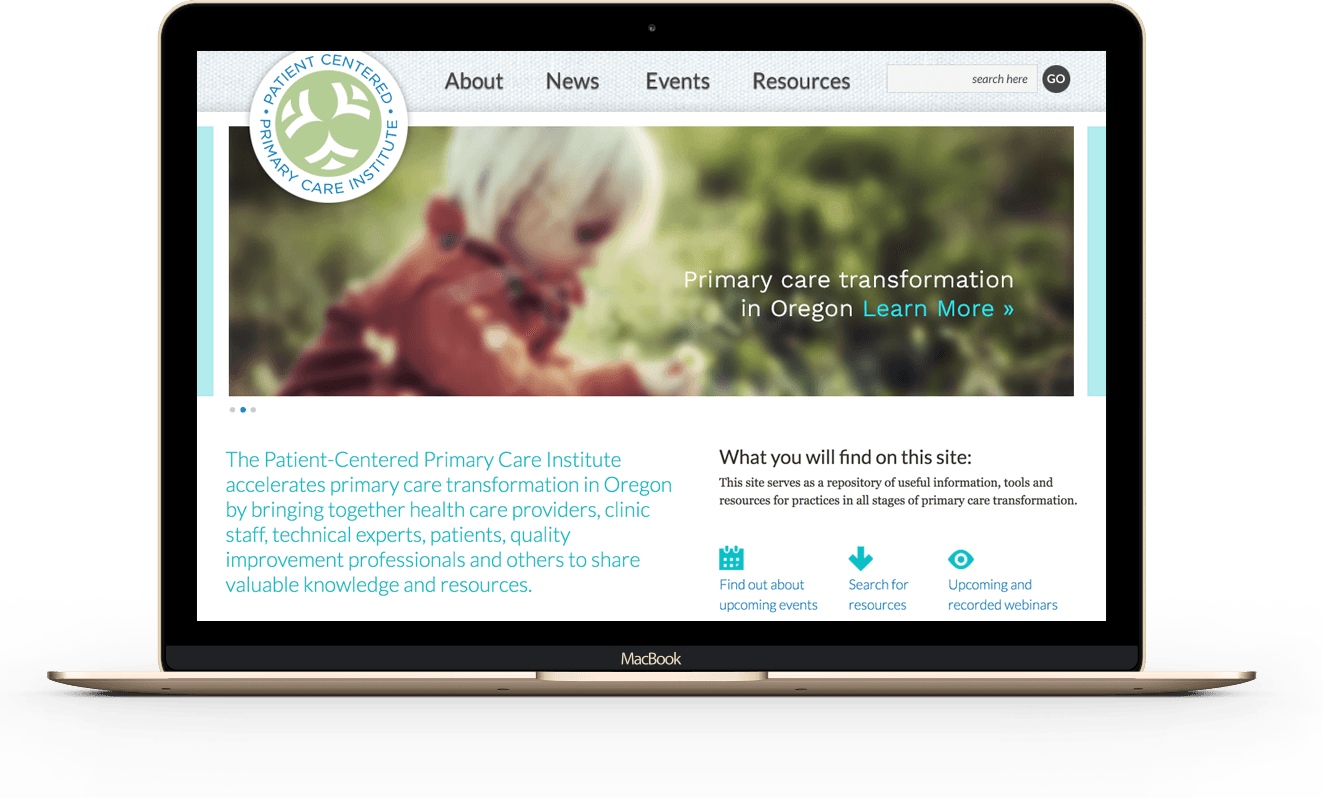 PATIENT CENTERED
PRIMARY CARE INSTITUTE
About
News
Events
Resources
search here
GO
Primary care transformation
in Oregon Learn More »
The Patient-Centered Primary Care Institute
accelerates primary care transformation in Oregon
by bringing together health care providers, clinic
staff, technical experts, patients, quality
improvement professionals and others to share
valuable knowledge and resources.
What you will find on this site:
This site serves as a repository of useful information, tools and
resources for practices in all stages of primary care transformation.
Find out about
upcoming events
Search for
resources
Upcoming and
recorded webinars
MacBook